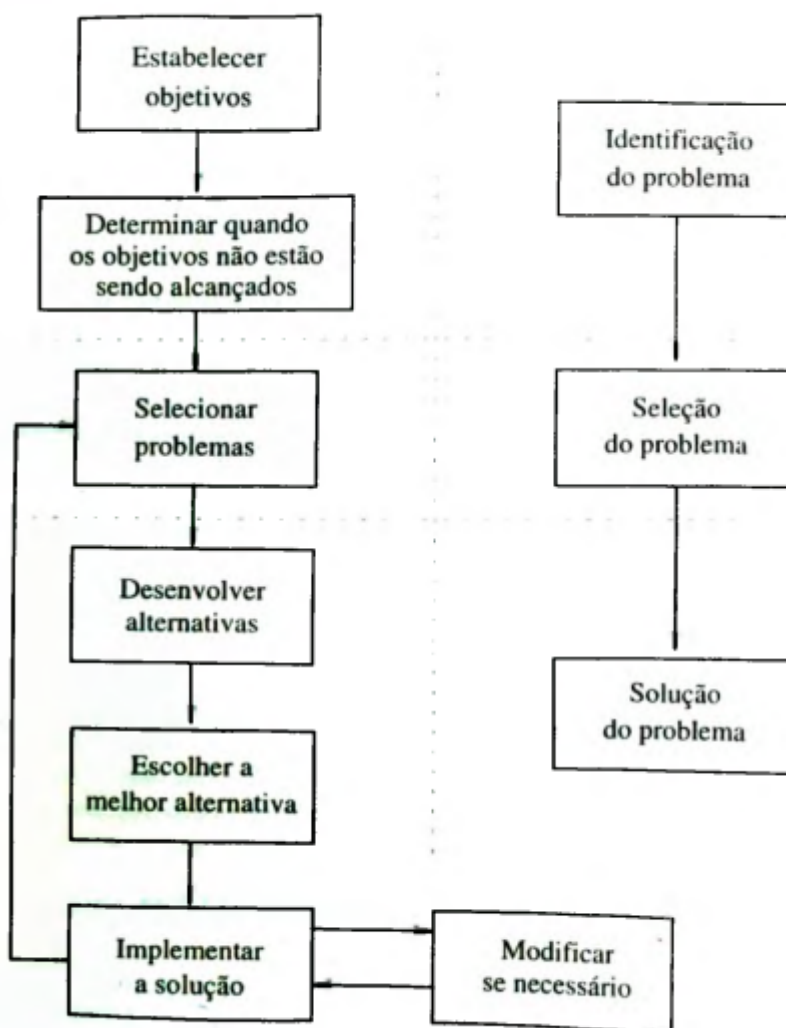 Estabelecer
objetivos
Determinar quando
os objetivos não estão
sendo alcançados
Selecionar
problemas
Desenvolver
alternativas
Escolher a
melhor alternativa
Implementar
a solução
Modificar
se necessário
Identificação
do problema
Seleção
do problema
Solução
do problema